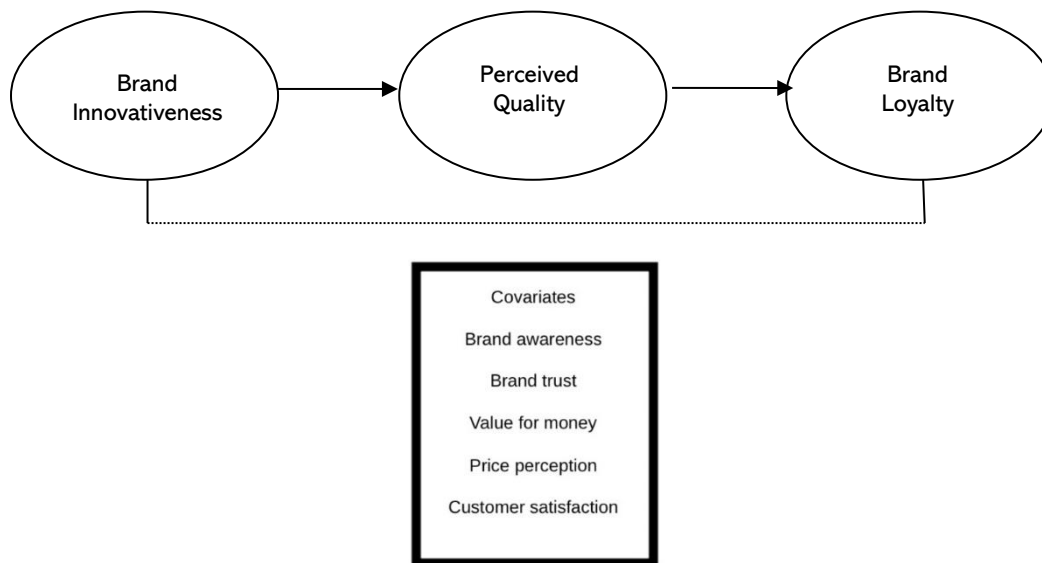 Brand
Innovativeness
Perceived
Quality
Brand
Loyalty
Covariates
Brand awareness
Brand trust
Value for money
Price perception
Customer satisfaction